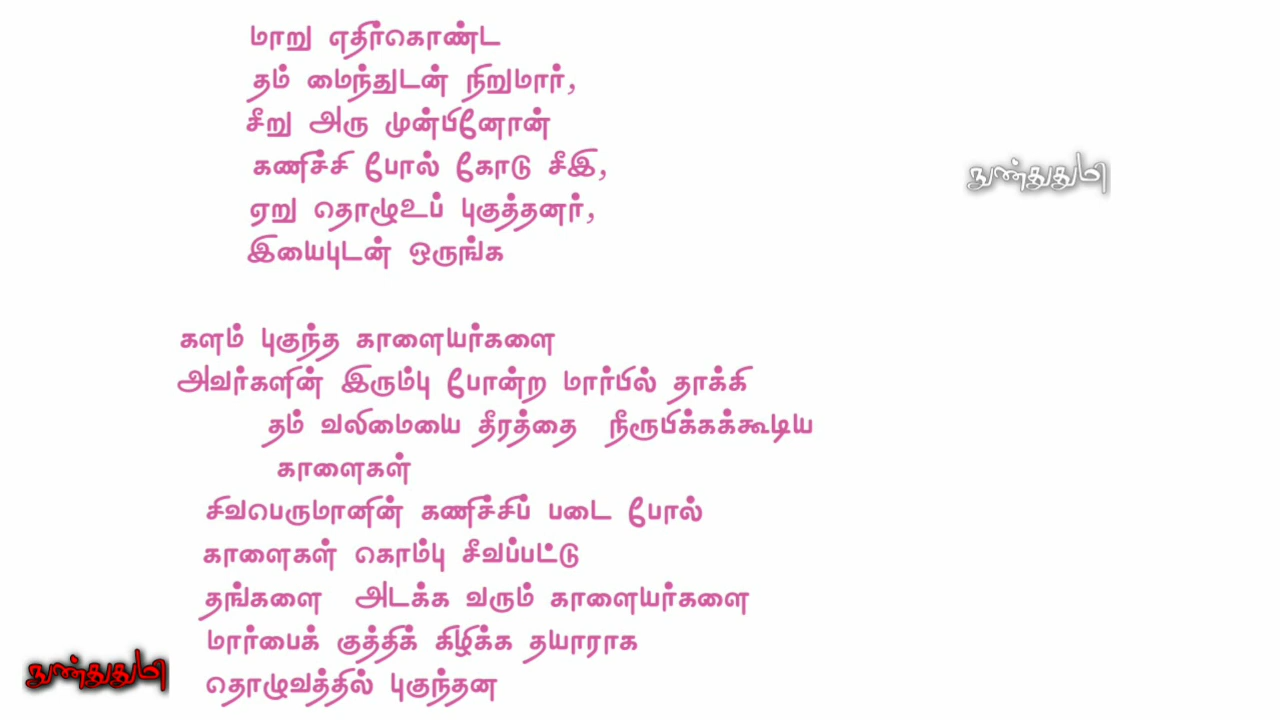 மாறு எதிர்கொண்ட
தம் மைந்துடன் நிறுமார்,
சீறு அரு முன்பினோன்
கணிச்சி போல் கோடு சீஇ,
ஏறு தொழூஉப் புகுத்தனர்,
இயைபுடன் ஒருங்க
நுண்துதுமி
களம் புகுந்த காளையர்களை
அவர்களின் இரும்பு போன்ற மார்பில் தாக்கி
தம் வலிமையை தீரத்தை நீரூபிக்கக்கூடிய
காளைகள்
சிவபெருமானின் கணிச்சிப் படை போல்
காளைகள் கொம்பு சீவப்பட்டு
தங்களை அடக்க வரும் காளையர்களை
மார்பைக் குத்திக் கிழிக்க தயாராக
தொழுவத்தில் புகுந்தன
நுண்துதுமி